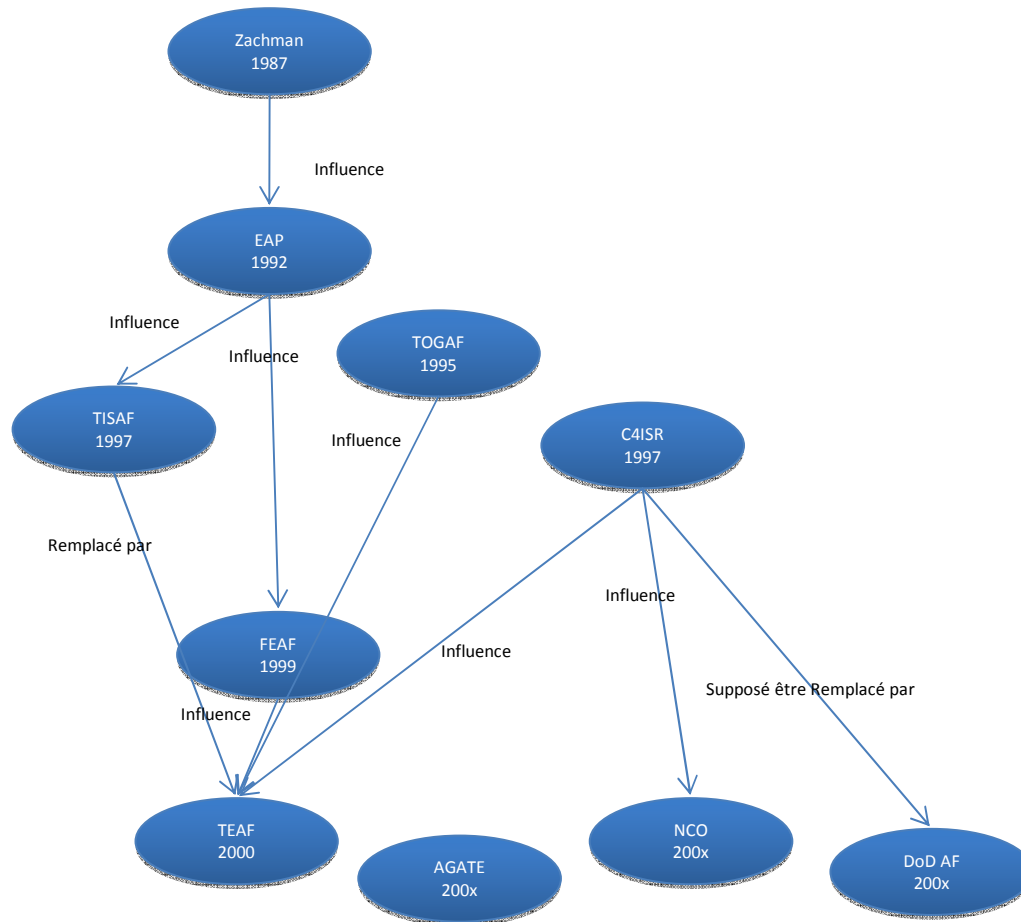 Zachman
1987
Influence
EAP
1992
Influence
Influence
TOGAF
1995
TISAF
1997
Influence
C4ISR
1997
Remplacé par
Influence
FEAF
1999
Influence
Supposé être Remplacé par
Influence
TEAF
2000
AGATE
200x
NCO
200x
DoD AF
200x